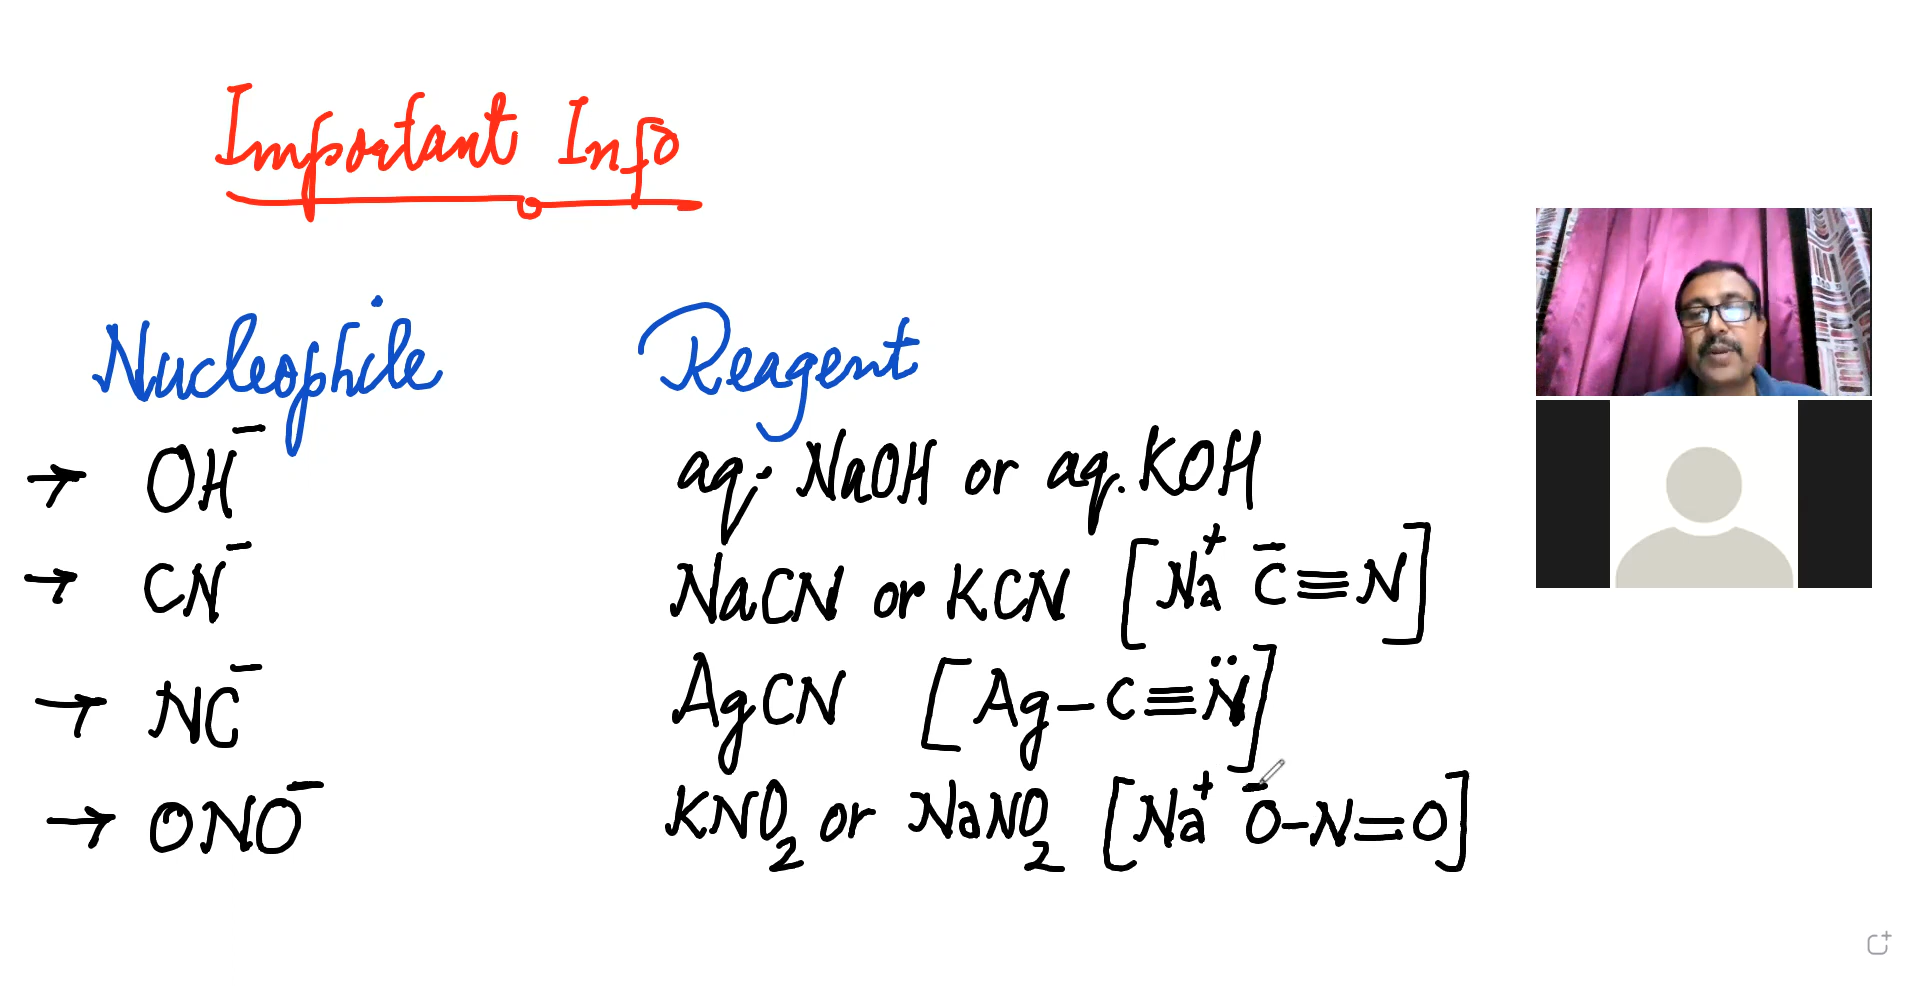 Important Info
Nucleophile Reagent
→ OH⁻ aq. NaOH or aq. KOH
→ CN⁻ NaCN or KCN [Na⁺ C̄≡N]
→ NC⁻ AgCN [Ag–C≡N̈]
→ ONO⁻ KNO₂ or NaNO₂ [Na⁺ Ō–N=O]